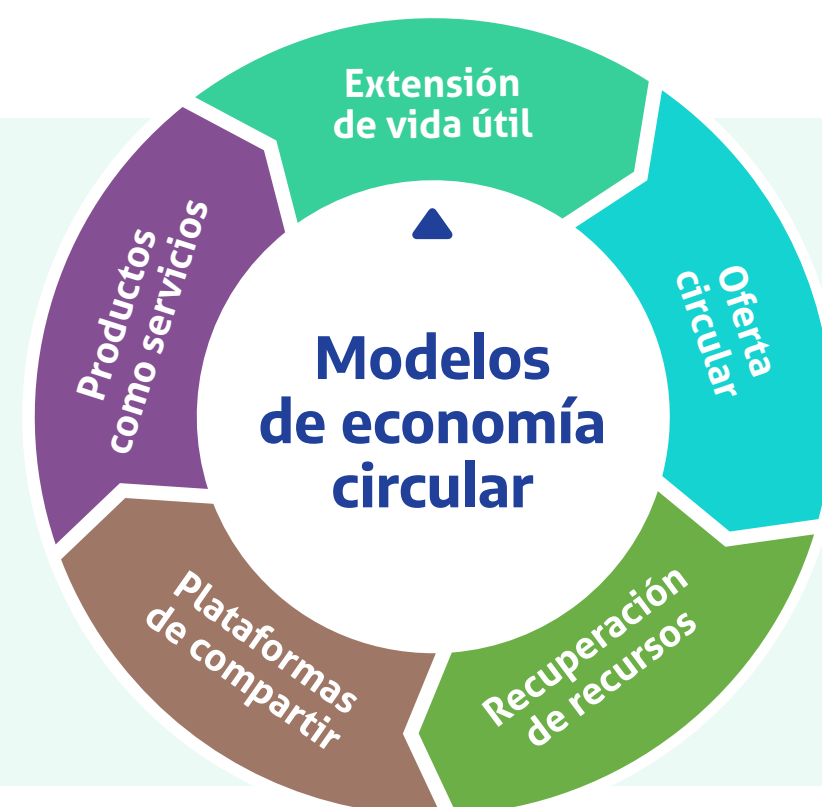 Extensión
de vida útil
Oferta
circular
Recuperación
de recursos
Plataformas
de compartir
Productos
como servicios
Modelos
de economía
circular